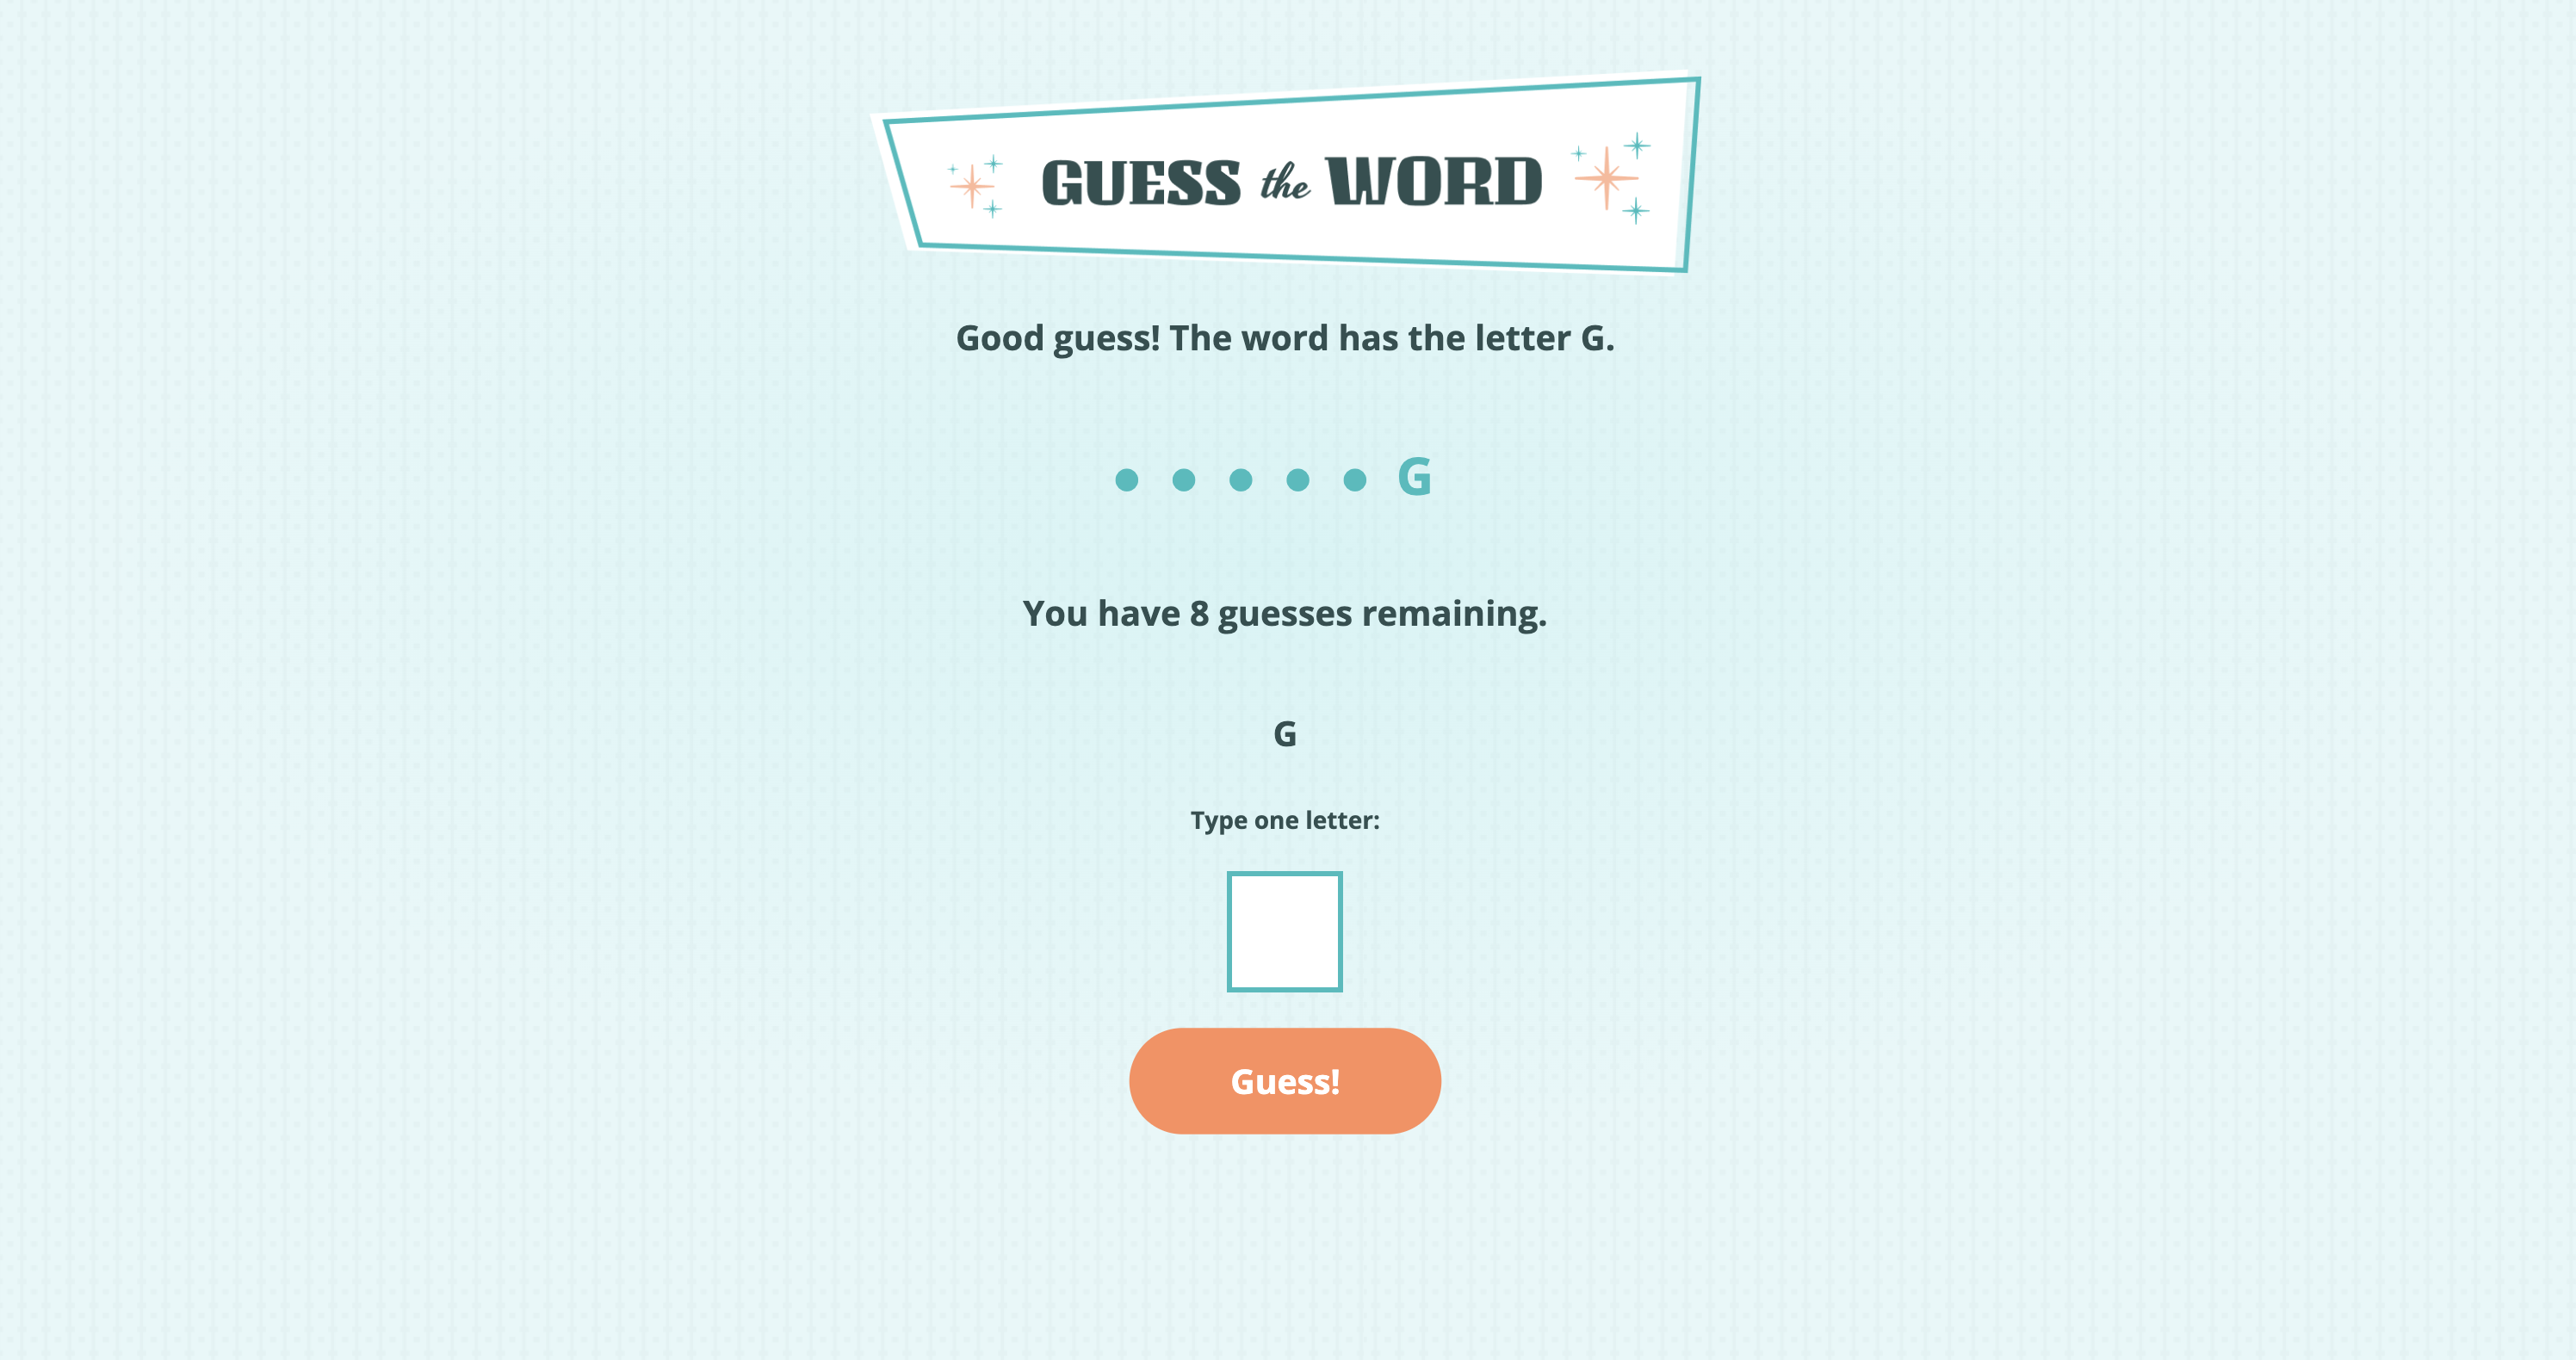 GUESS the WORD
Good guess! The word has the letter G.
● ● ● ● ● G
You have 8 guesses remaining.
G
Type one letter:
Guess!